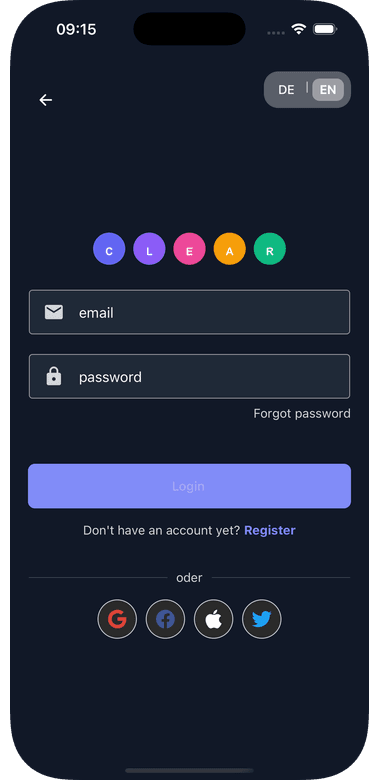 09:15
DE | EN
C L E A R
email
password
Forgot password
Login
Don't have an account yet? Register
oder